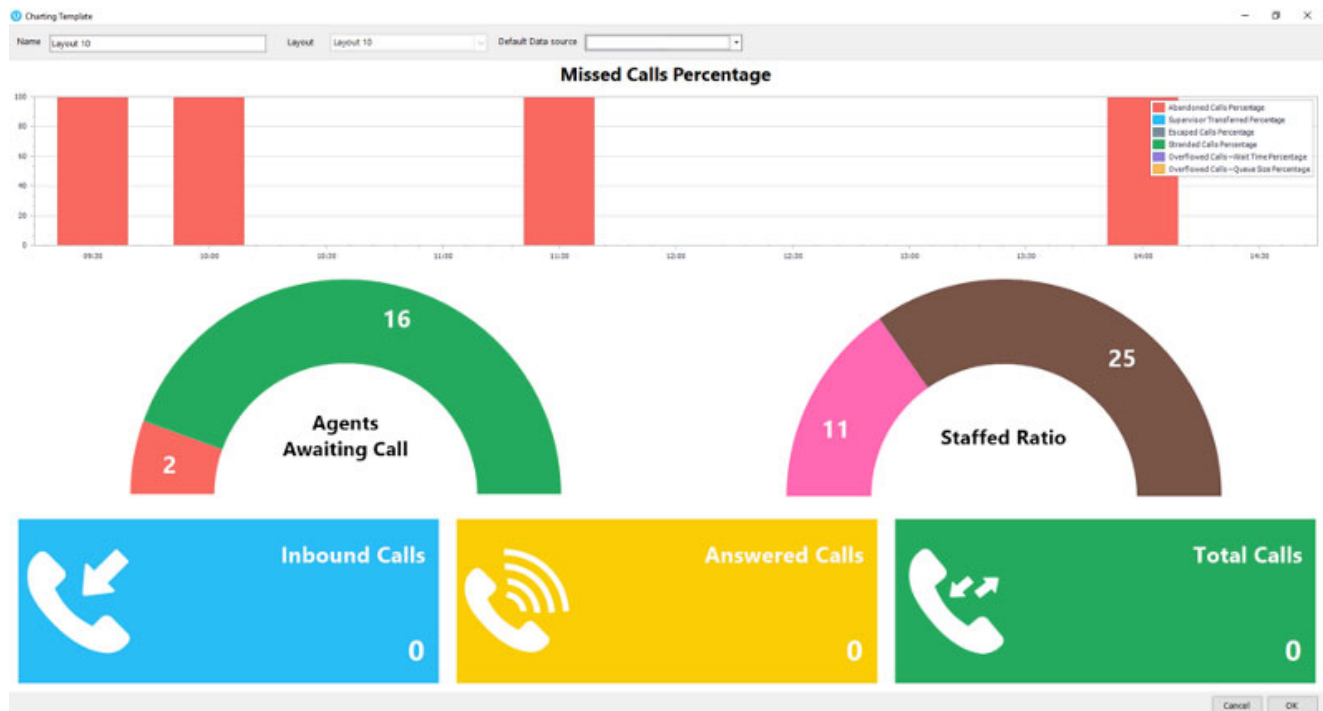 Charting Template
Name Layout 10 Layout Layout 10 Default Data source
Missed Calls Percentage
100
80
60
40
20
0
09:30 10:00 10:30 11:00 11:30 12:00 12:30 13:00 13:30 14:00 14:30
Abandoned Calls Percentage
Supervisor Transferred Percentage
Escaped Calls Percentage
Stranded Calls Percentage
Overflowed Calls - Wait Time Percentage
Overflowed Calls - Queue Size Percentage
16
2
Agents
Awaiting Call
25
11
Staffed Ratio
Inbound Calls
0
Answered Calls
0
Total Calls
0
Cancel OK